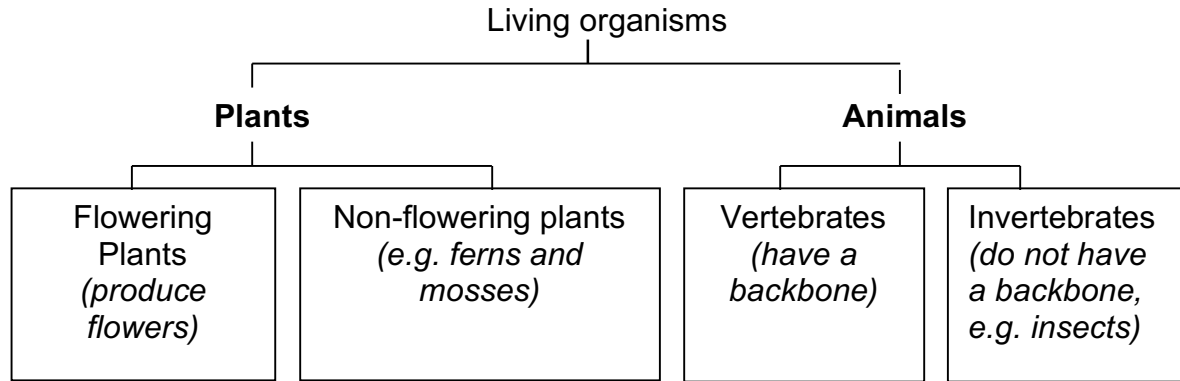 Living organisms
Plants
Animals
Flowering
Plants
(produce
flowers)
Non-flowering plants
(e.g. ferns and
mosses)
Vertebrates
(have a
backbone)
Invertebrates
(do not have
a backbone,
e.g. insects)